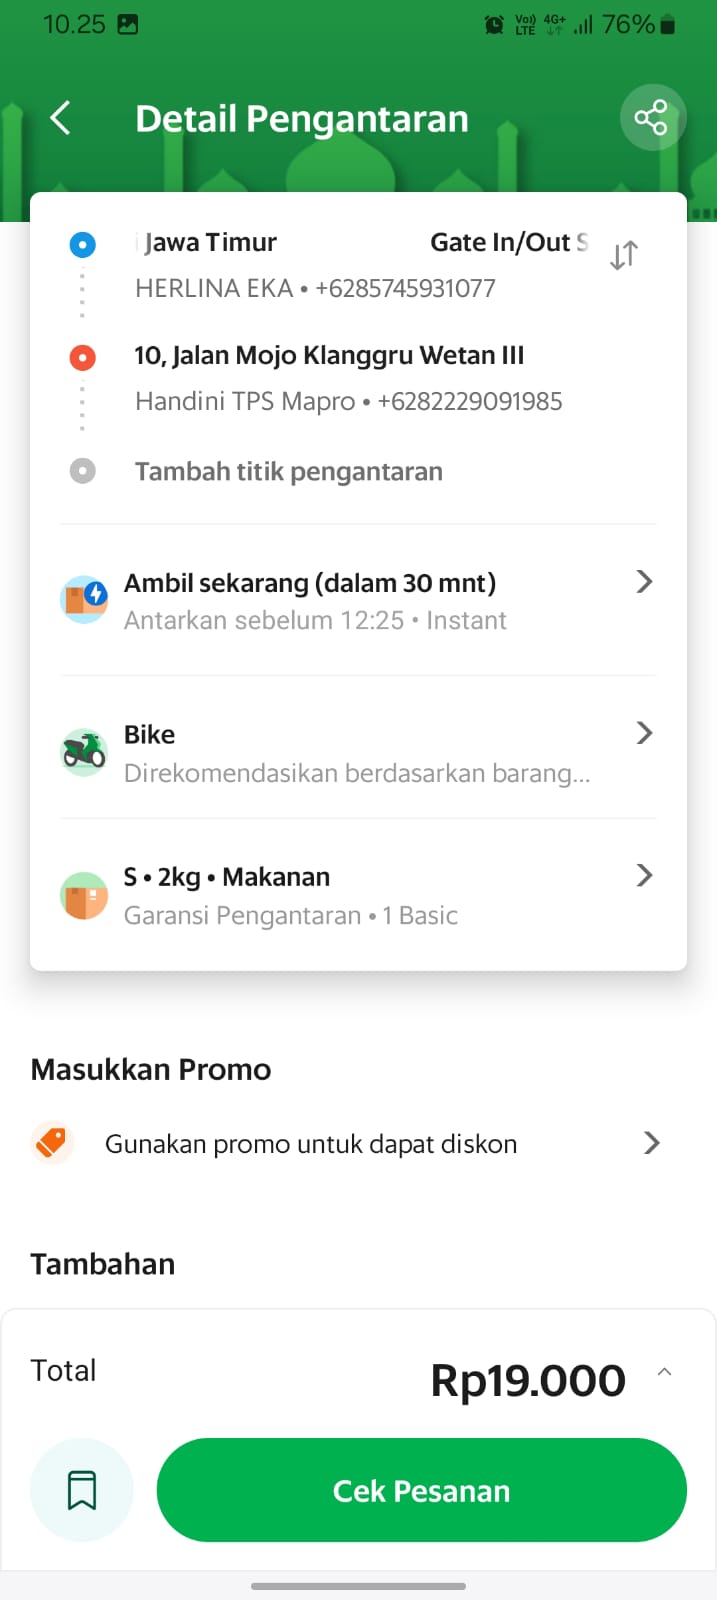 10.25
Vo)) LTE 4G+ 76%
Detail Pengantaran
Jawa Timur Gate In/Out
HERLINA EKA • +6285745931077
10, Jalan Mojo Klanggru Wetan III
Handini TPS Mapro • +6282229091985
Tambah titik pengantaran
Ambil sekarang (dalam 30 mnt)
Antarkan sebelum 12:25 • Instant
Bike
Direkomendasikan berdasarkan barang...
S • 2kg • Makanan
Garansi Pengantaran • 1 Basic
Masukkan Promo
Gunakan promo untuk dapat diskon
Tambahan
Total
Rp19.000
Cek Pesanan